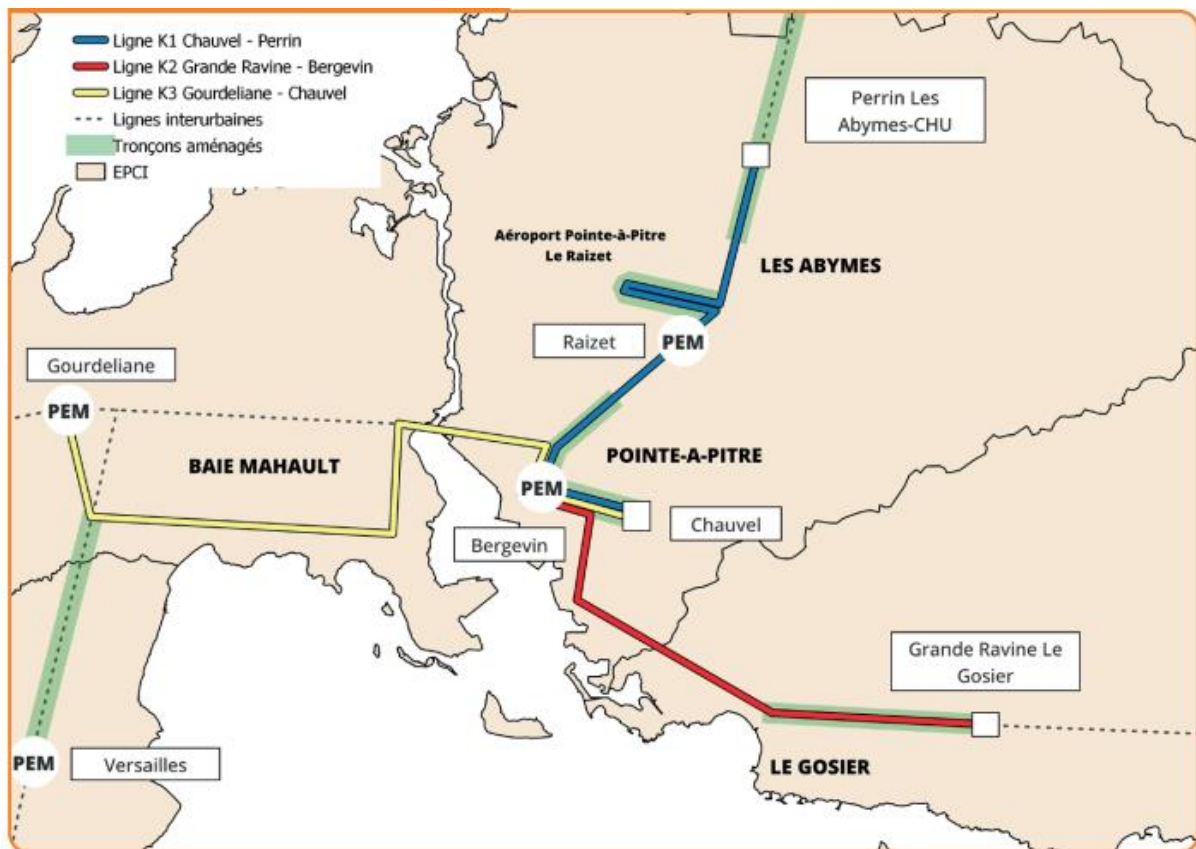 Ligne K1 Chauvel - Perrin
Ligne K2 Grande Ravine - Bergevin
Ligne K3 Gourdeliane - Chauvel
Lignes interurbaines
Tronçons aménagés
EPCI
Perrin Les
Abymes-CHU
Aéroport Pointe-à-Pitre
Le Raizet
LES ABYMES
Raizet
PEM
Gourdeliane
PEM
BAIE MAHAULT
POINTE-A-PITRE
PEM
Chauvel
Bergevin
Grande Ravine Le
Gosier
PEM
Versailles
LE GOSIER